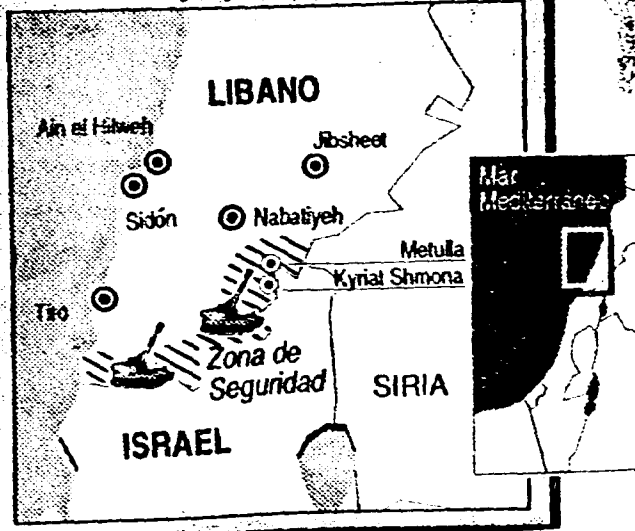 LIBANO
Ain el Hilweh
Jibsheet
Sidón
Nabatiyeh
Metulla
Kyriat Shmona
Tiro
Zona de
Seguridad
SIRIA
ISRAEL
Mar
Mediterráneo